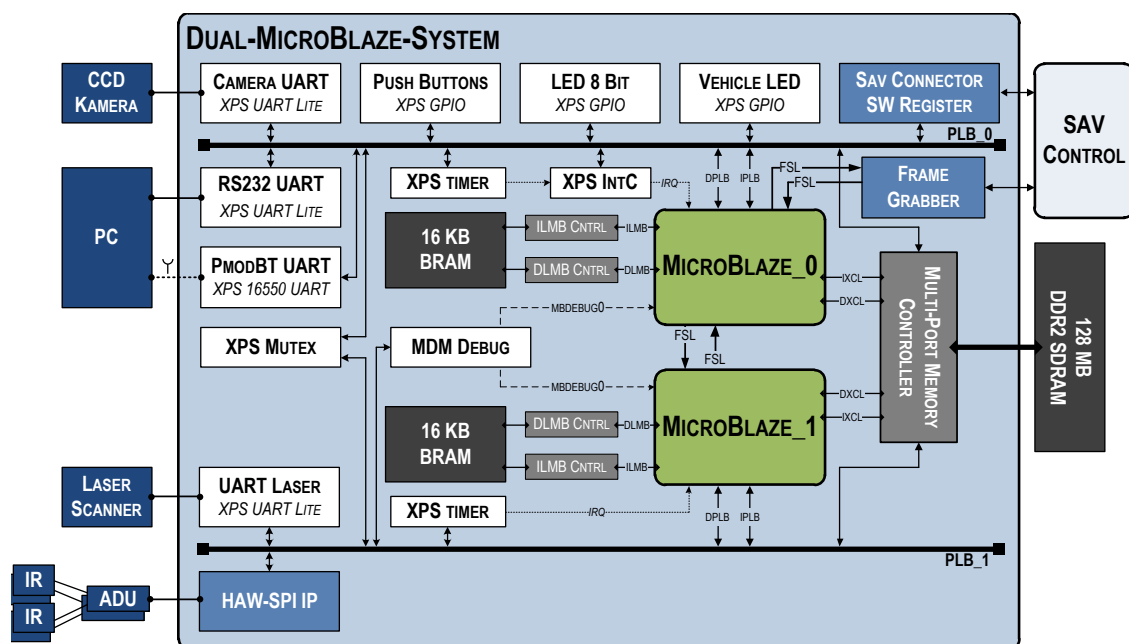 DUAL-MICROBLAZE-SYSTEM
CCD
KAMERA
CAMERA UART
XPS UART LITE
PUSH BUTTONS
XPS GPIO
LED 8 BIT
XPS GPIO
VEHICLE LED
XPS GPIO
SAV CONNECTOR
SW REGISTER
SAV
CONTROL
PLB_0
PC
RS232 UART
XPS UART LITE
XPS TIMER
XPS INTC
IRQ
DPLB
IPLB
FSL
FSL
FRAME
GRABBER
16 KB
BRAM
ILMB CNTRL
ILMB
DLMB CNTRL
DLMB
MICROBLAZE_0
IXCL
DXCL
MULTI-PORT MEMORY
CONTROLLER
128 MB
DDR2 SDRAM
PMODBT UART
XPS 16550 UART
MBDEBUG0
XPS MUTEX
MDM DEBUG
FSL
FSL
MBDEBUG0
MICROBLAZE_1
DXCL
IXCL
16 KB
BRAM
DLMB CNTRL
DLMB
ILMB CNTRL
ILMB
LASER
SCANNER
UART LASER
XPS UART LITE
XPS TIMER
IRQ
DPLB
IPLB
PLB_1
IR
IR
ADU
HAW-SPI IP